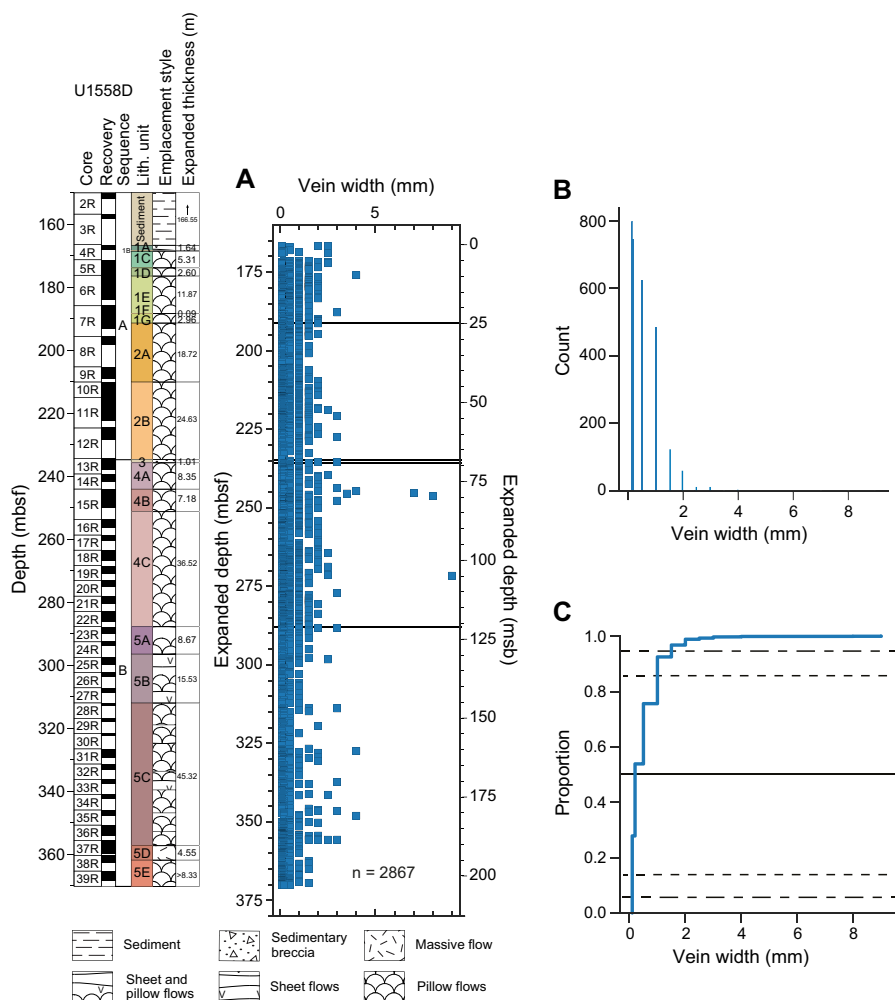 U1558D
Core
Recovery
Sequence
Lith. unit
Emplacement style
Expanded thickness (m)
Depth (mbsf)
160
180
200
220
240
260
280
300
320
340
360
2R
3R
4R
5R
6R
7R
8R
9R
10R
11R
12R
13R
14R
15R
16R
17R
18R
19R
20R
21R
22R
23R
24R
25R
26R
27R
28R
29R
30R
31R
32R
33R
34R
35R
36R
37R
38R
39R
A
B
Sediment
1A
1B
1C
1D
1E
1F
1G
2A
2B
3
4A
4B
4C
5A
5B
5C
5D
5E
166.55
1.64
5.31
2.60
11.87
0.09
2.96
18.72
24.63
1.01
8.35
7.18
36.52
8.67
15.53
45.32
4.55
>8.33
A
Vein width (mm)
0 5
Expanded depth (mbsf)
175
200
225
250
275
300
325
350
375
Expanded depth (msb)
0
25
50
75
100
125
150
175
200
n = 2867
B
Count
800
600
400
200
0
0 2 4 6 8
Vein width (mm)
C
Proportion
1.0
0.8
0.6
0.4
0.2
0.0
0 2 4 6 8
Vein width (mm)
Sediment
Sedimentary
breccia
Massive flow
Sheet and
pillow flows
Sheet flows
Pillow flows